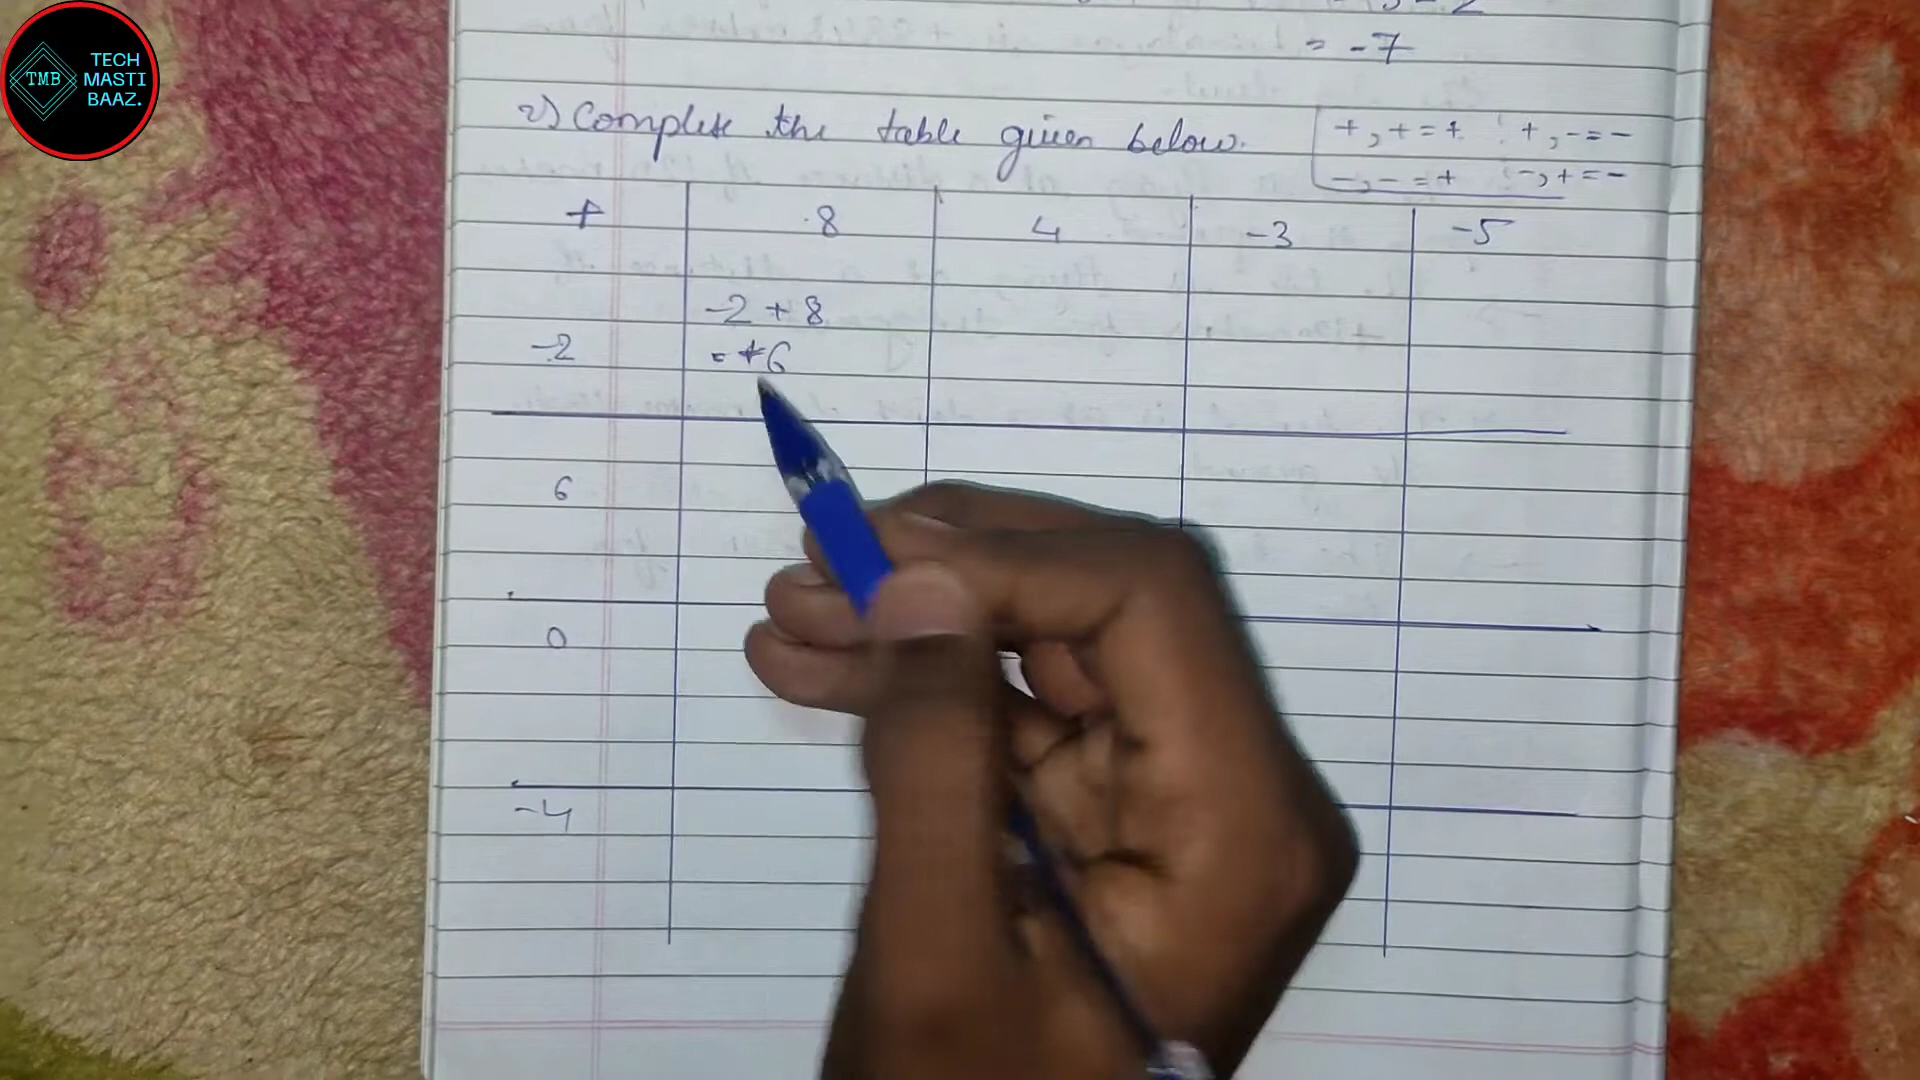 TECH
MASTI
BAAZ.
TMB
= -7
2) Complete the table given below.
+, + = + +, - = -
-, - = + -, + = -
+ 8 4 -3 -5
-2 + 8
-2 = +6
6
0
-4